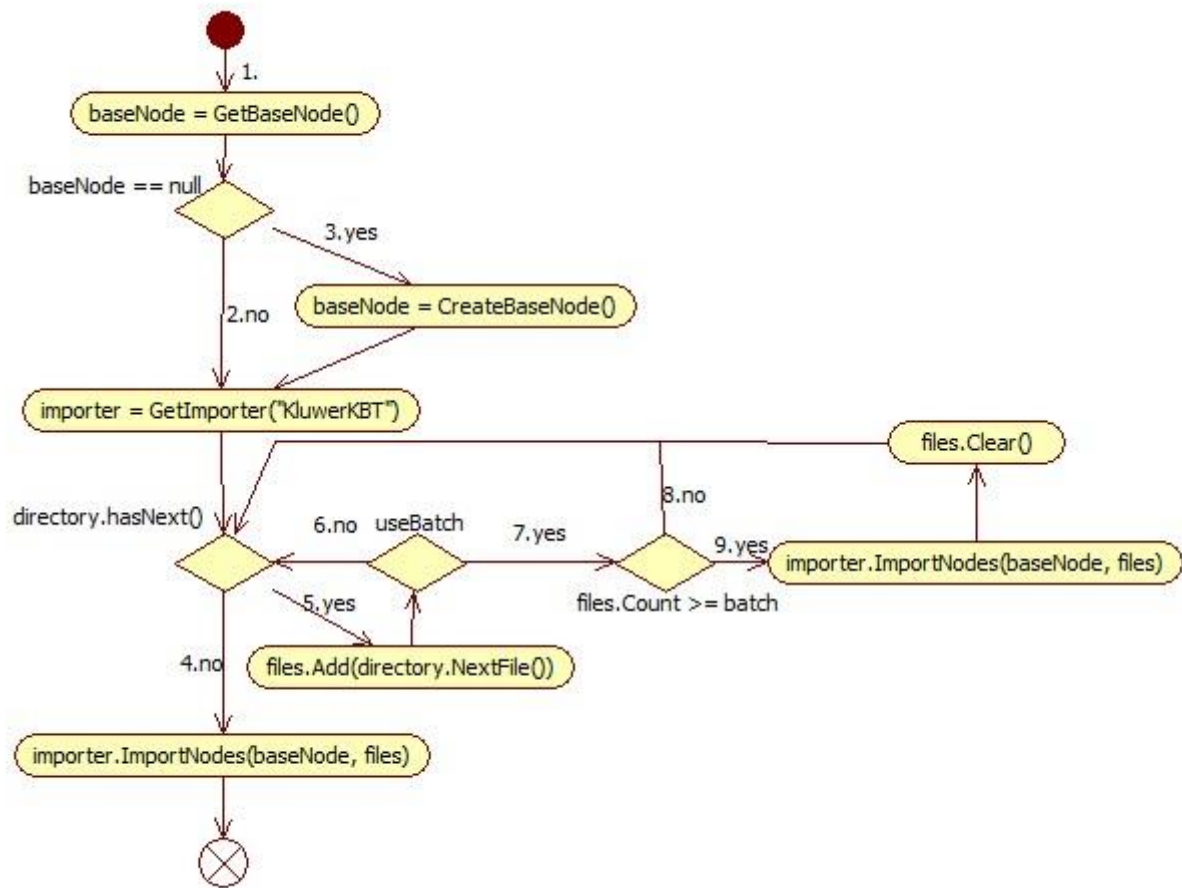 1.
baseNode = GetBaseNode()
baseNode == null
3.yes
2.no
baseNode = CreateBaseNode()
importer = GetImporter("KluwerKBT")
files.Clear()
directory.hasNext()
6.no
useBatch
7.yes
8.no
9.yes
importer.ImportNodes(baseNode, files)
files.Count >= batch
5.yes
4.no
files.Add(directory.NextFile())
importer.ImportNodes(baseNode, files)